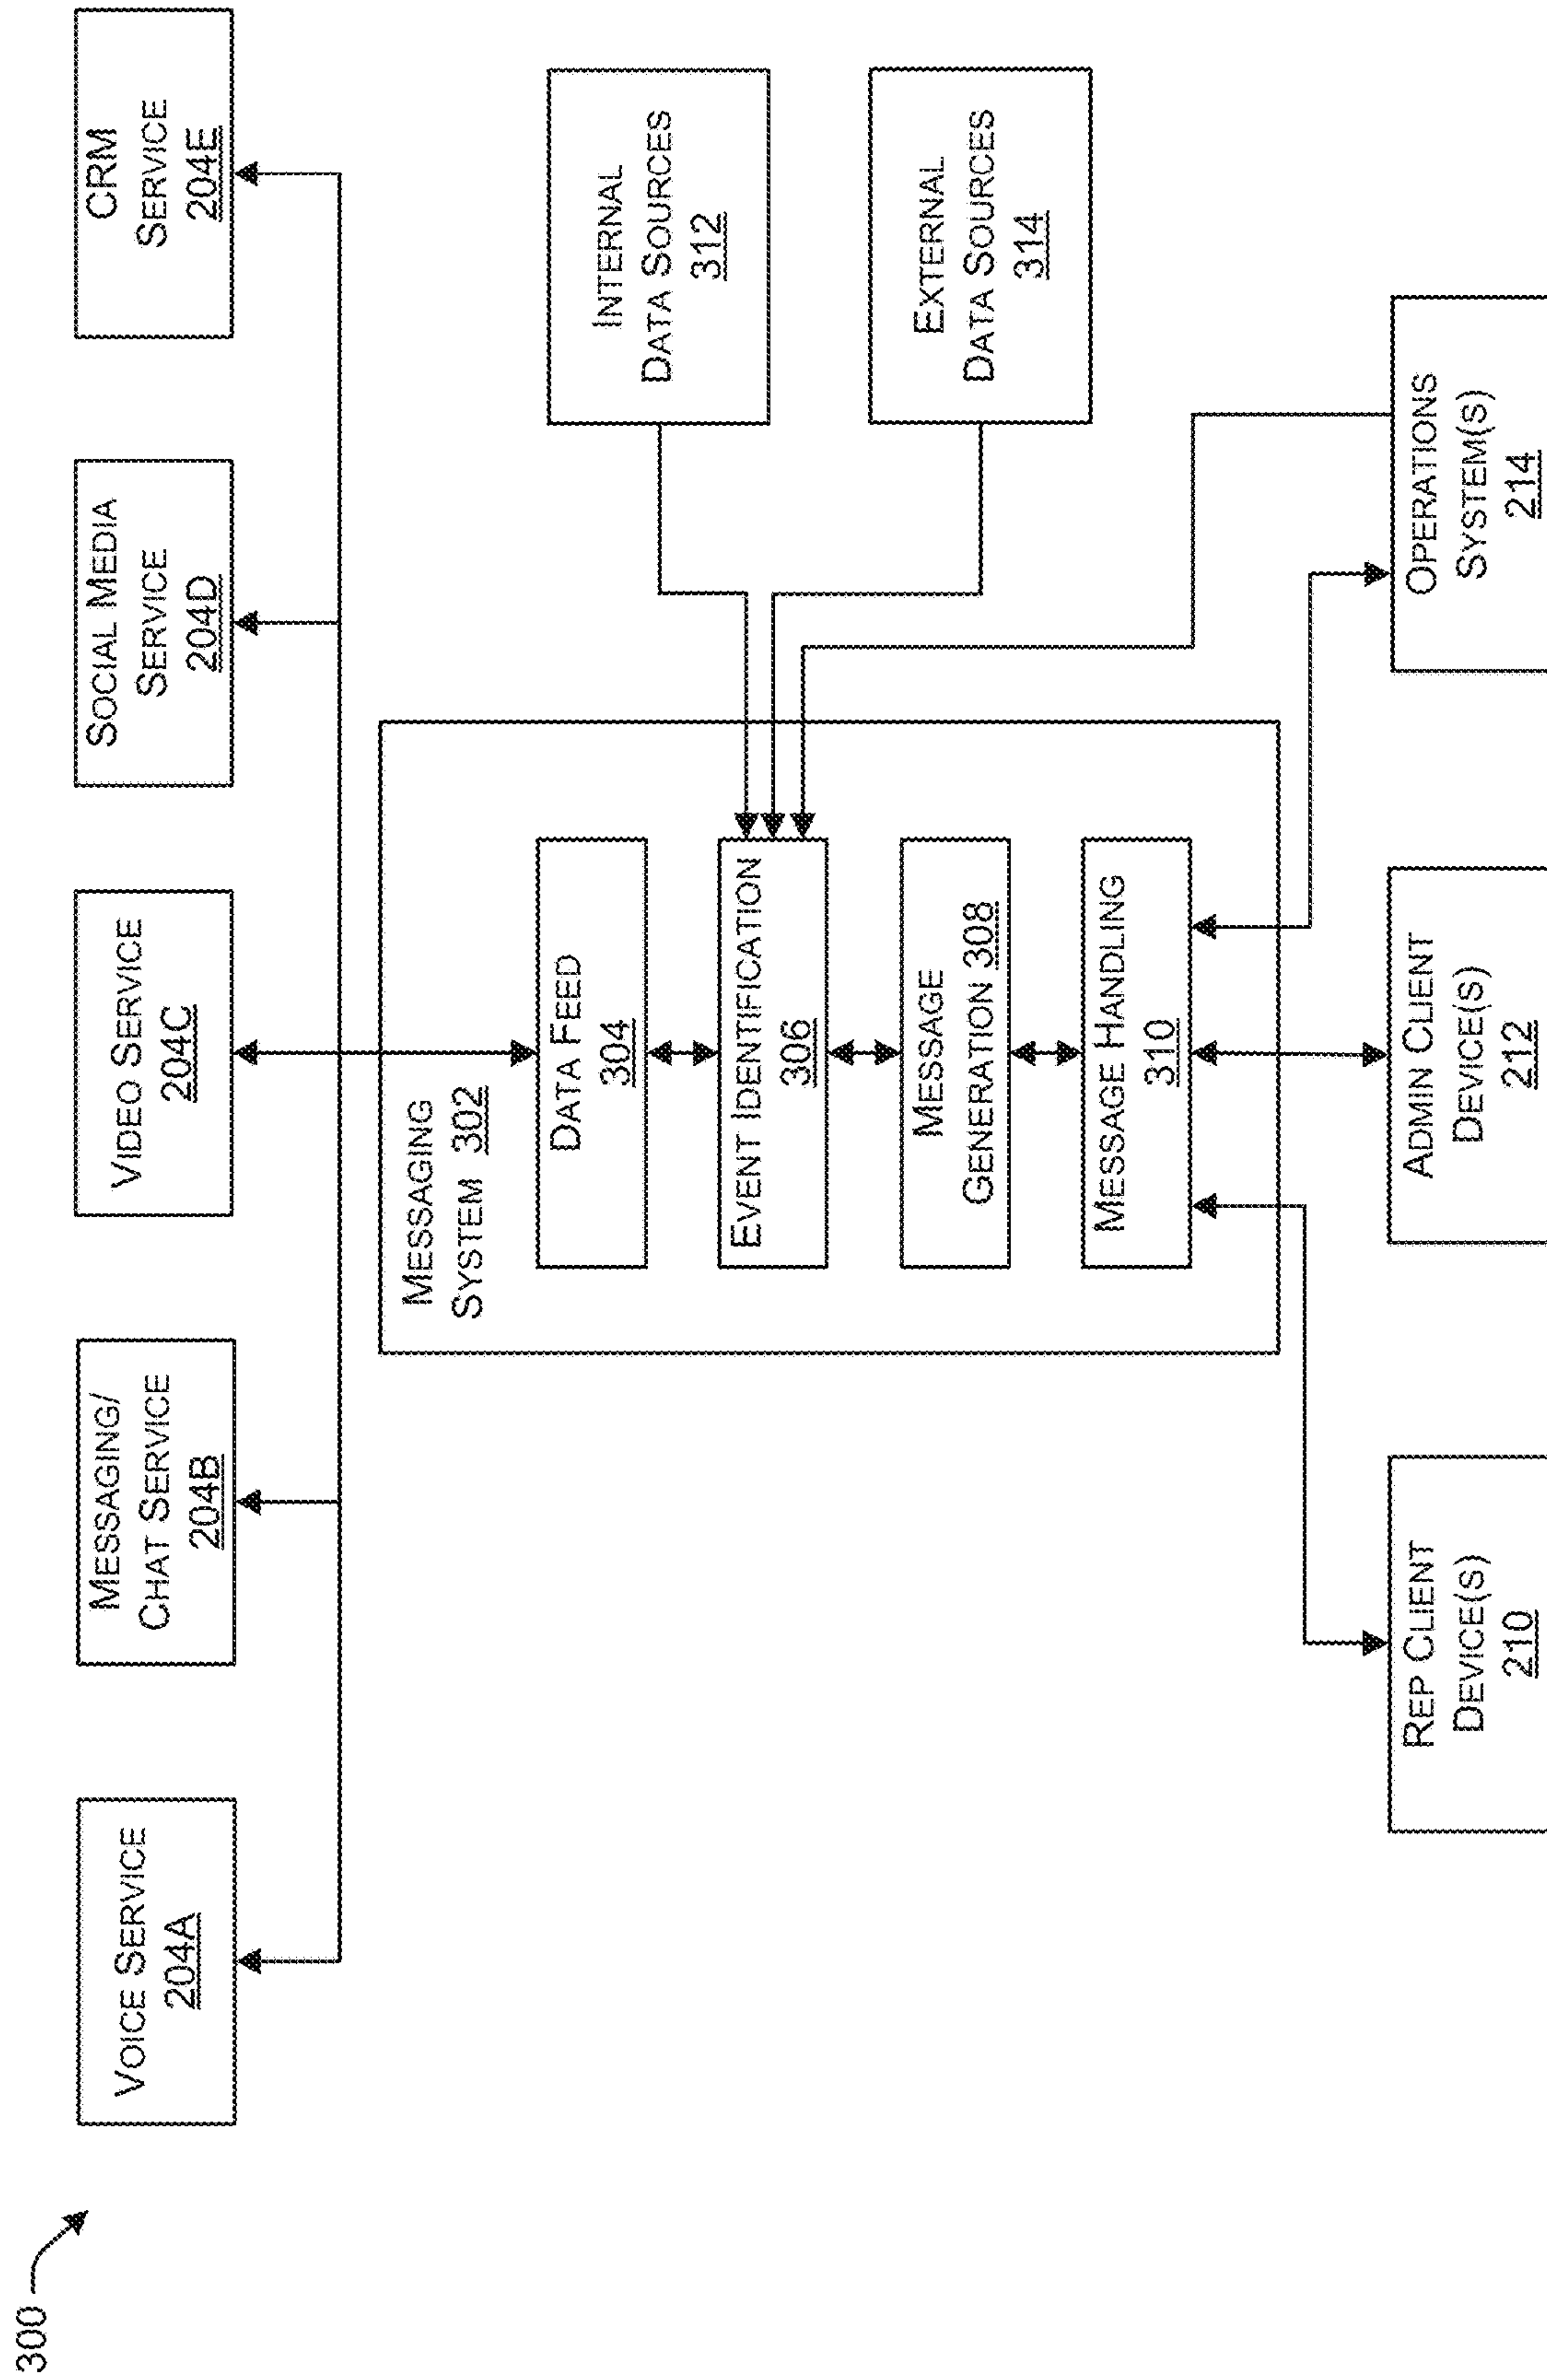 300
VOICE SERVICE
204A
MESSAGING/
CHAT SERVICE
204B
VIDEO SERVICE
204C
SOCIAL MEDIA
SERVICE
204D
CRM
SERVICE
204E
MESSAGING
SYSTEM 302
DATA FEED
304
EVENT IDENTIFICATION
306
MESSAGE
GENERATION 308
MESSAGE HANDLING
310
INTERNAL
DATA SOURCES
312
EXTERNAL
DATA SOURCES
314
REP CLIENT
DEVICE(S)
210
ADMIN CLIENT
DEVICE(S)
212
OPERATIONS
SYSTEM(S)
214